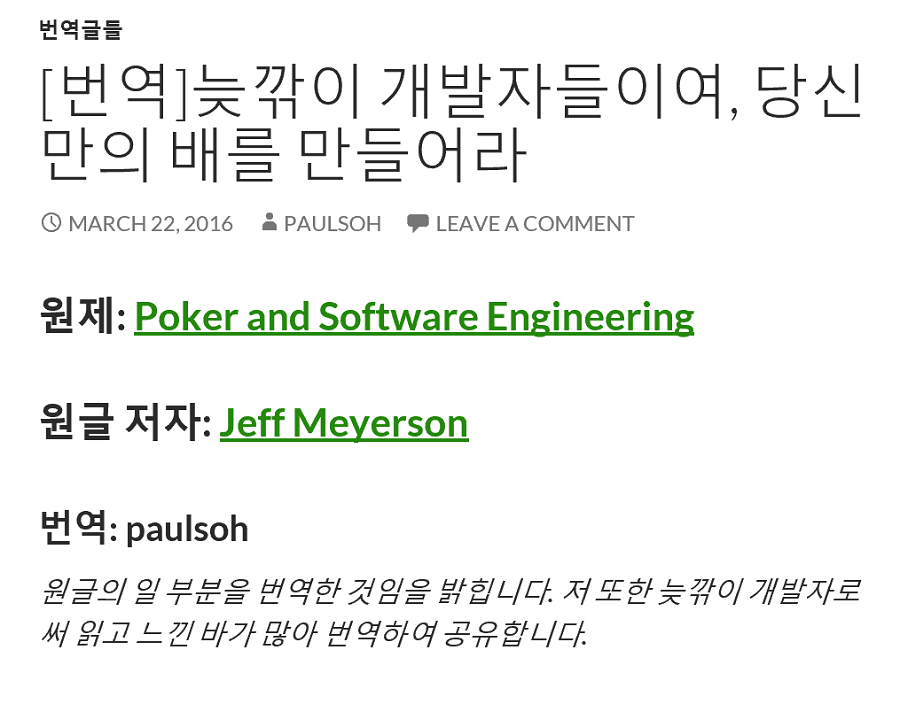 번역글들
[번역]늦깎이 개발자들이여, 당신
만의 배를 만들어라
MARCH 22, 2016 PAULSOH LEAVE A COMMENT
원제: Poker and Software Engineering
원글 저자: Jeff Meyerson
번역: paulsoh
원글의 일 부분을 번역한 것임을 밝힙니다. 저 또한 늦깎이 개발자로
써 읽고 느낀 바가 많아 번역하여 공유합니다.